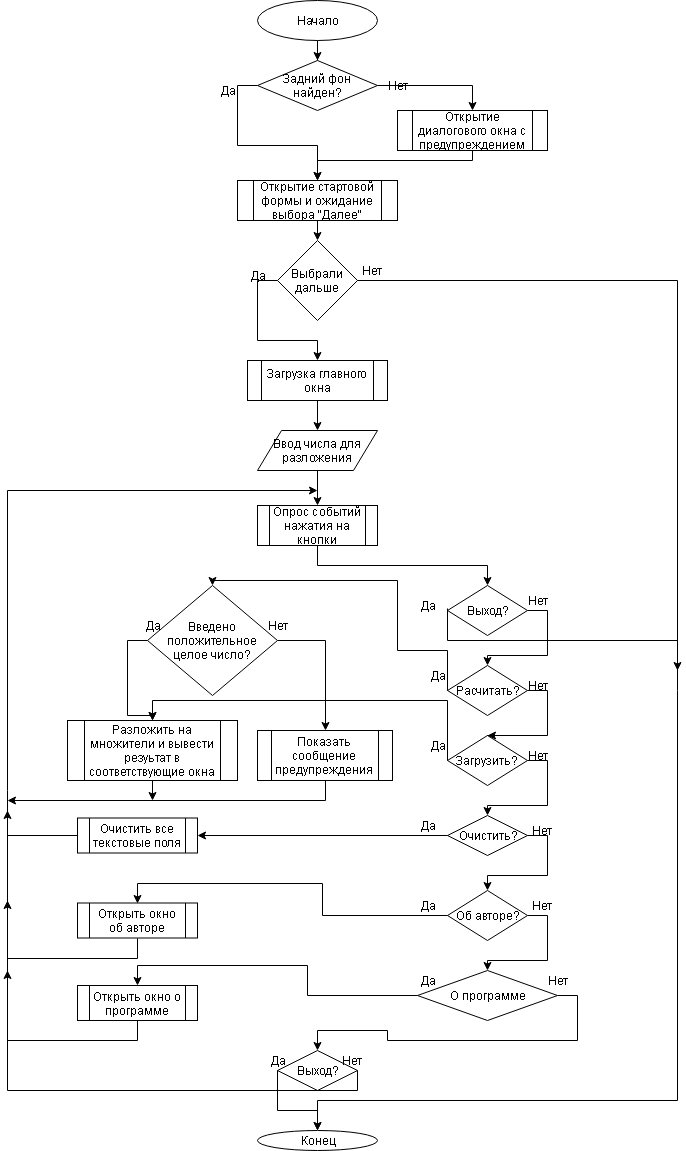 Начало
Задний фон
найден?
Да
Нет
Открытие
диалогового окна с
предупреждением
Открытие стартовой
формы и ожидание
выбора "Далее"
Да
Выбрали
дальше
Нет
Загрузка главного
окна
Ввод числа для
разложения
Опрос событий
нажатия на
кнопки
Да
Выход?
Нет
Да
Введено
положительное
целое число?
Нет
Да
Расчитать?
Нет
Разложить на
множители и вывести
резуьтат в
соответствующие окна
Показать
сообщение
предупреждения
Да
Загрузить?
Нет
Очистить все
текстовые поля
Да
Очистить?
Нет
Открыть окно
об авторе
Да
Об авторе?
Нет
Открыть окно о
программе
Да
О программе
Нет
Да
Выход?
Нет
Конец